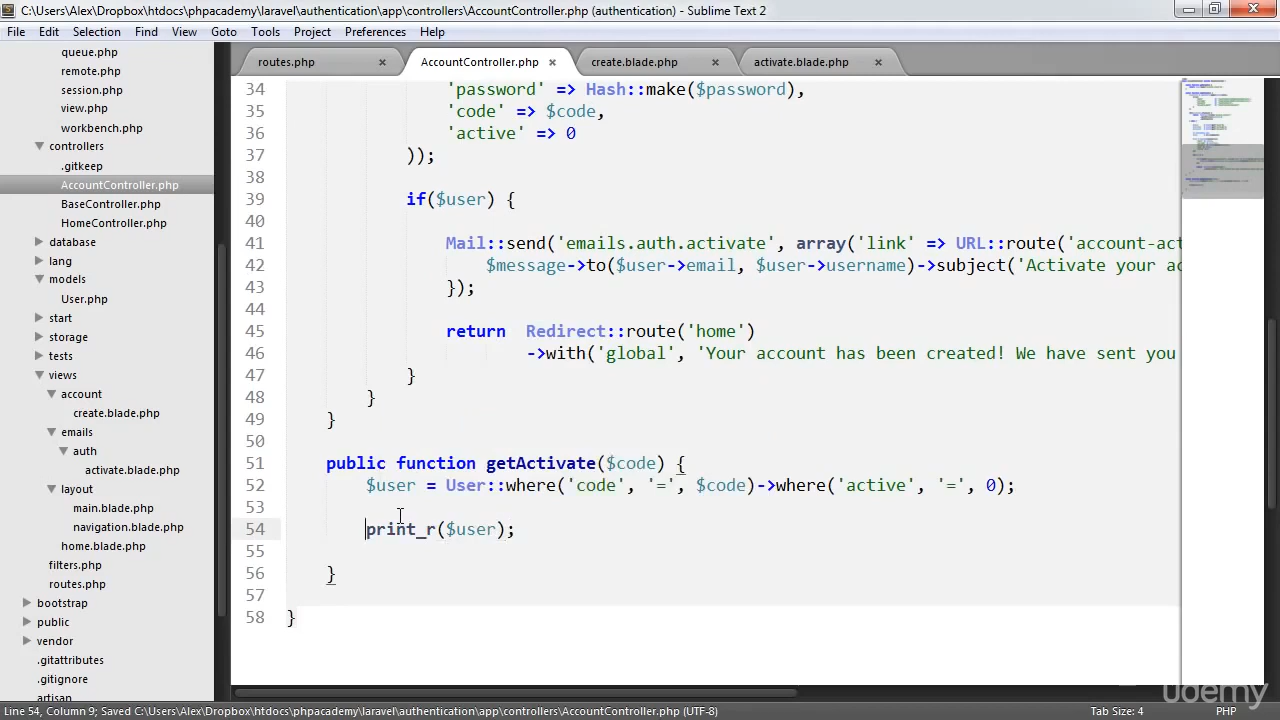 C:\Users\Alex\Dropbox\htdocs\phpacademy\laravel\authentication\app\controllers\AccountController.php (authentication) - Sublime Text 2
File Edit Selection Find View Goto Tools Project Preferences Help
queue.php
remote.php
session.php
view.php
workbench.php
controllers
.gitkeep
AccountController.php
BaseController.php
HomeController.php
database
lang
models
User.php
start
storage
tests
views
account
create.blade.php
emails
auth
activate.blade.php
layout
main.blade.php
navigation.blade.php
home.blade.php
filters.php
routes.php
bootstrap
public
vendor
.gitattributes
.gitignore
artisan
routes.php × AccountController.php × create.blade.php × activate.blade.php ×
34 'password' => Hash::make($password),
35 'code' => $code,
36 'active' => 0
37 ));
38
39 if($user) {
40
41 Mail::send('emails.auth.activate', array('link' => URL::route('account-act
42 $message->to($user->email, $user->username)->subject('Activate your ac
43 });
44
45 return  Redirect::route('home')
46 ->with('global', 'Your account has been created! We have sent you
47 }
48 }
49 }
50
51 public function getActivate($code) {
52 $user = User::where('code', '=', $code)->where('active', '=', 0);
53
54 print_r($user);
55
56 }
57
58 }
udemy
Line 54, Column 9; Saved C:\Users\Alex\Dropbox\htdocs\phpacademy\laravel\authentication\app\controllers\AccountController.php (UTF-8) Tab Size: 4 PHP